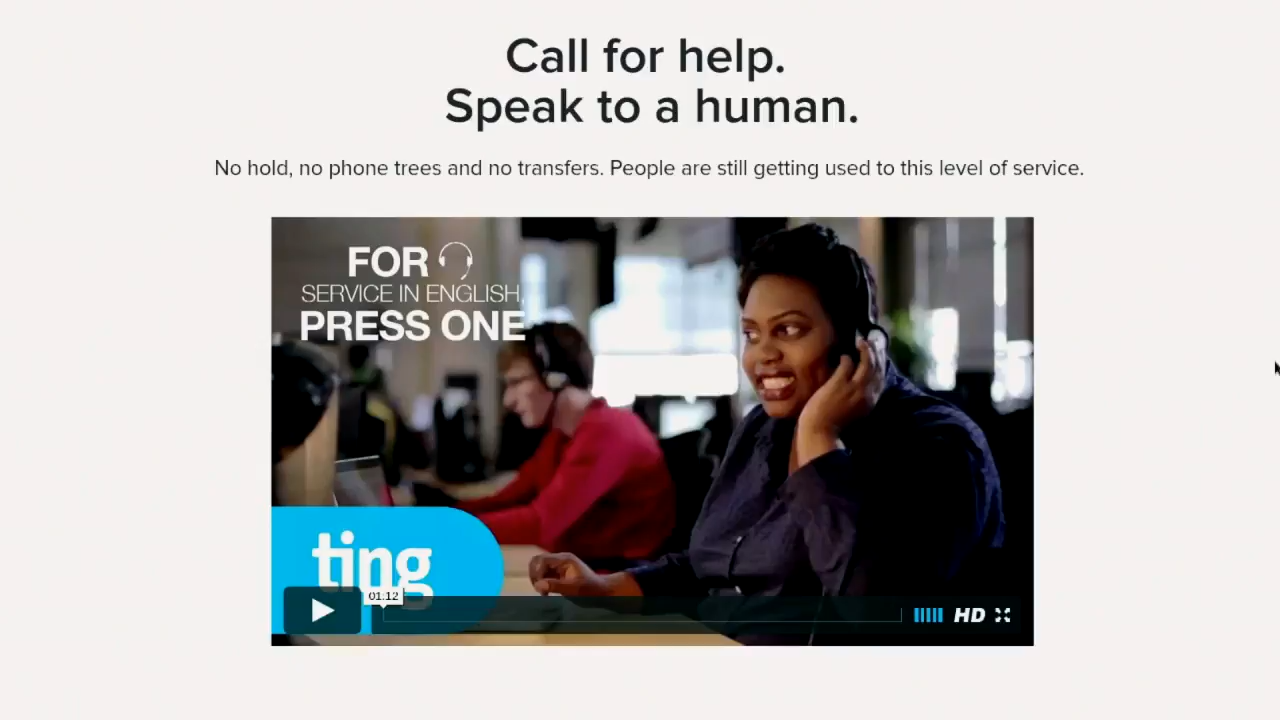 Call for help.
Speak to a human.
No hold, no phone trees and no transfers. People are still getting used to this level of service.
FOR
SERVICE IN ENGLISH,
PRESS ONE
ting
01:12
HD